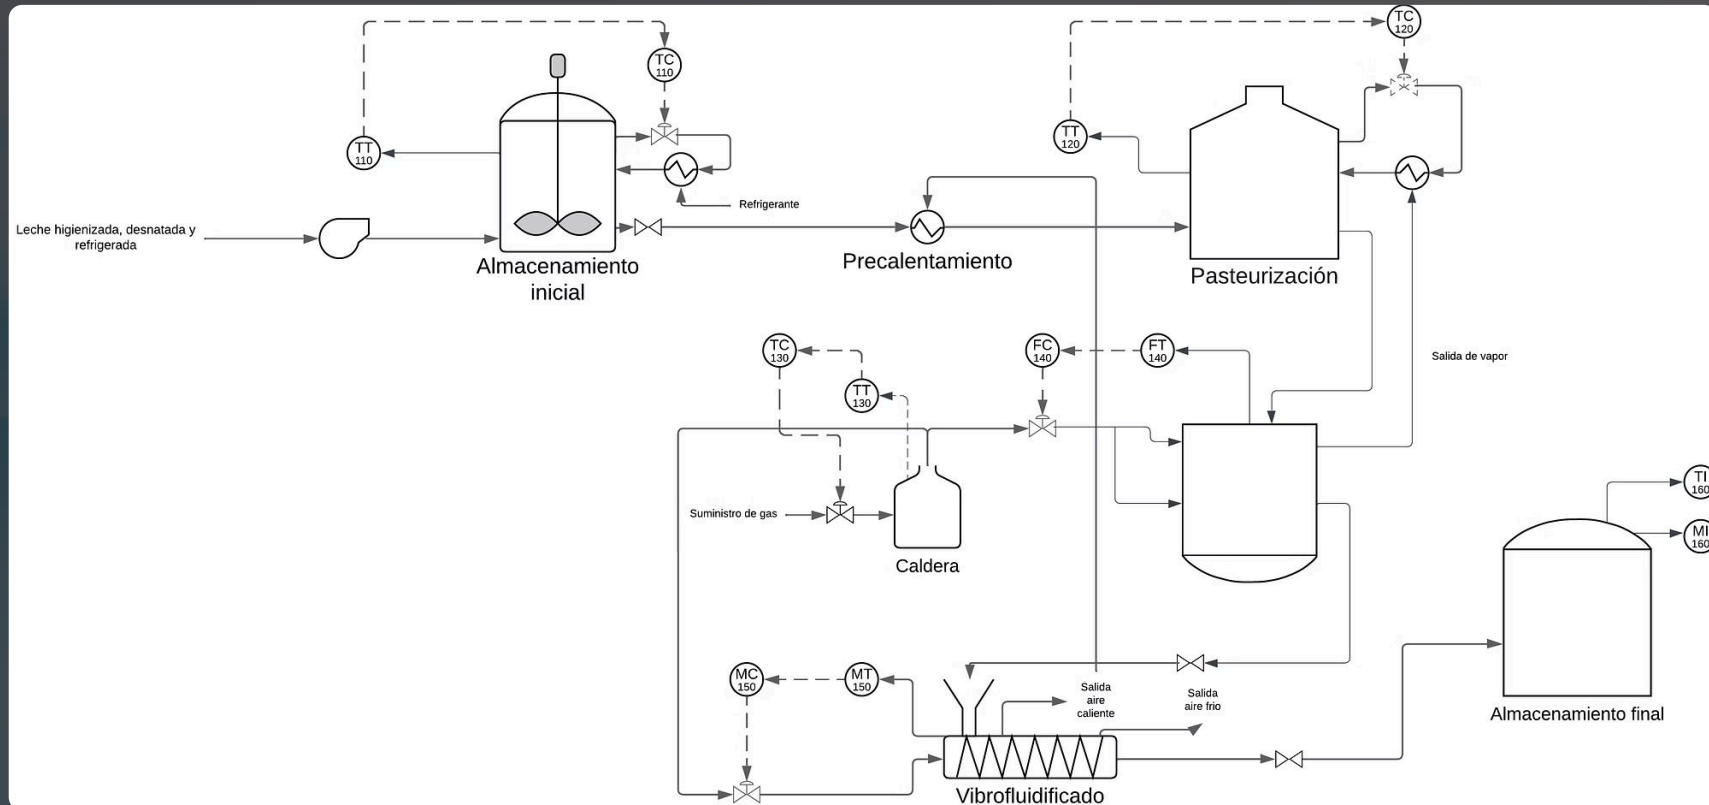 TC
120
TC
110
TT
120
TT
110
Refrigerante
Leche higienizada, desnatada y
refrigerada
Almacenamiento
inicial
Precalentamiento
Pasteurización
TC
130
FC
140
FT
140
Salida de vapor
TT
130
Suministro de gas
Caldera
TI
160
MI
160
MC
150
MT
150
Salida
aire
caliente
Salida
aire frio
Almacenamiento final
Vibrofluidificado